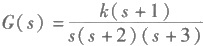 G(s) = k(s+1) / s(s+2)(s+3)